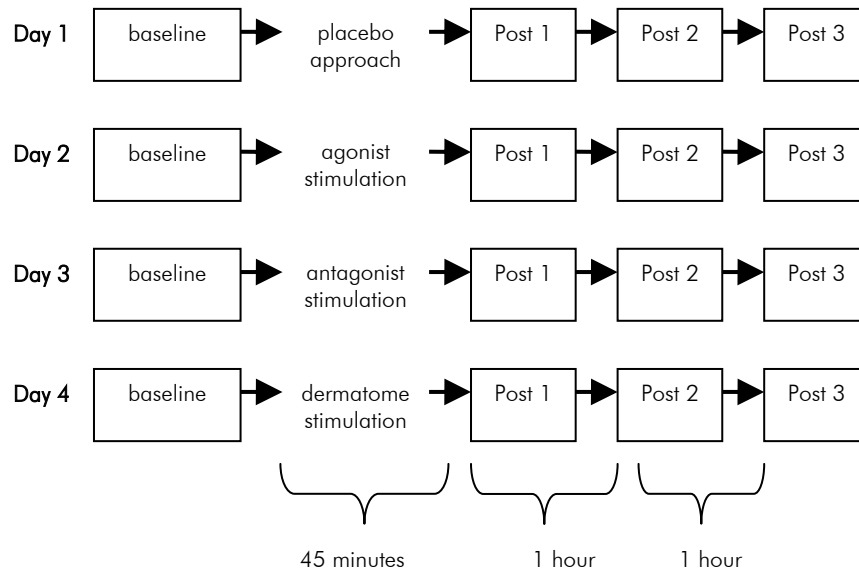 Day 1 baseline placebo Post 1 Post 2 Post 3
approach
Day 2 baseline agonist Post 1 Post 2 Post 3
stimulation
Day 3 baseline antagonist Post 1 Post 2 Post 3
stimulation
Day 4 baseline dermatome Post 1 Post 2 Post 3
stimulation
45 minutes 1 hour 1 hour